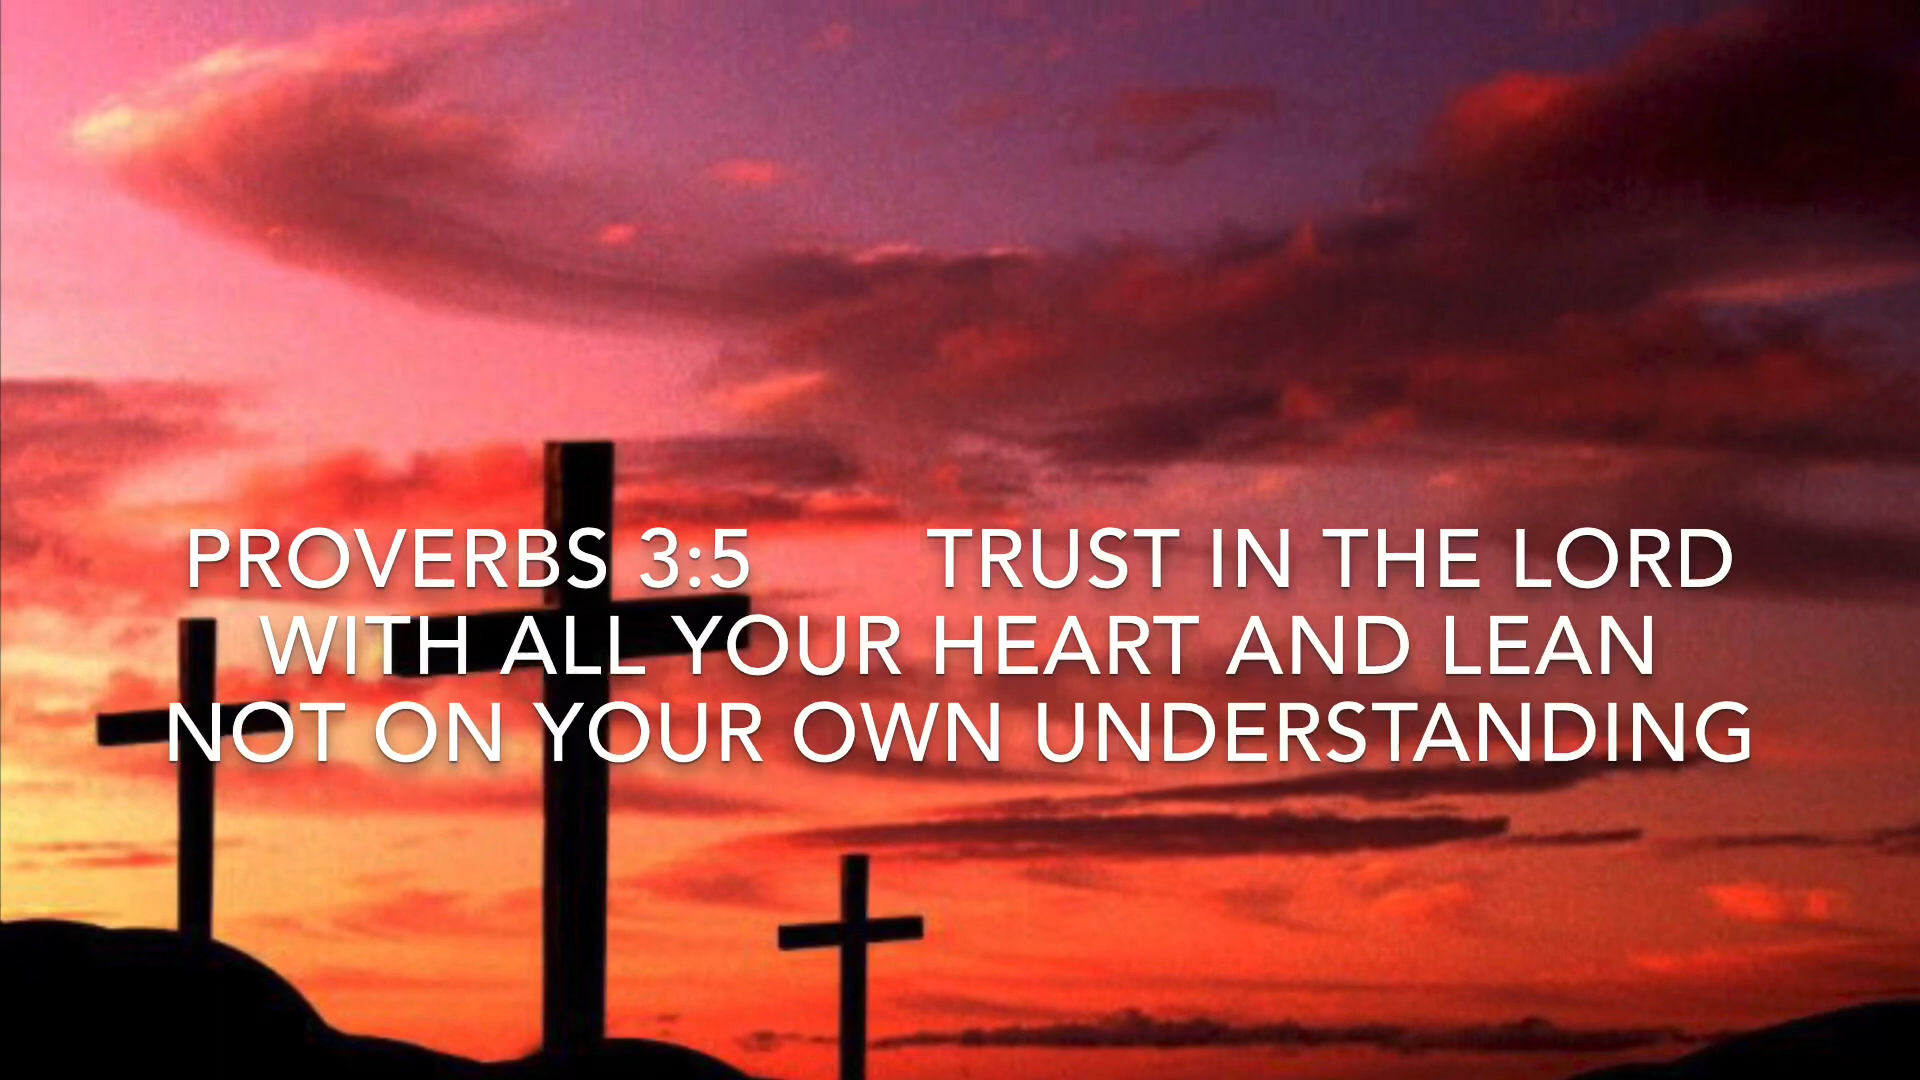 PROVERBS 3:5 TRUST IN THE LORD
WITH ALL YOUR HEART AND LEAN
NOT ON YOUR OWN UNDERSTANDING